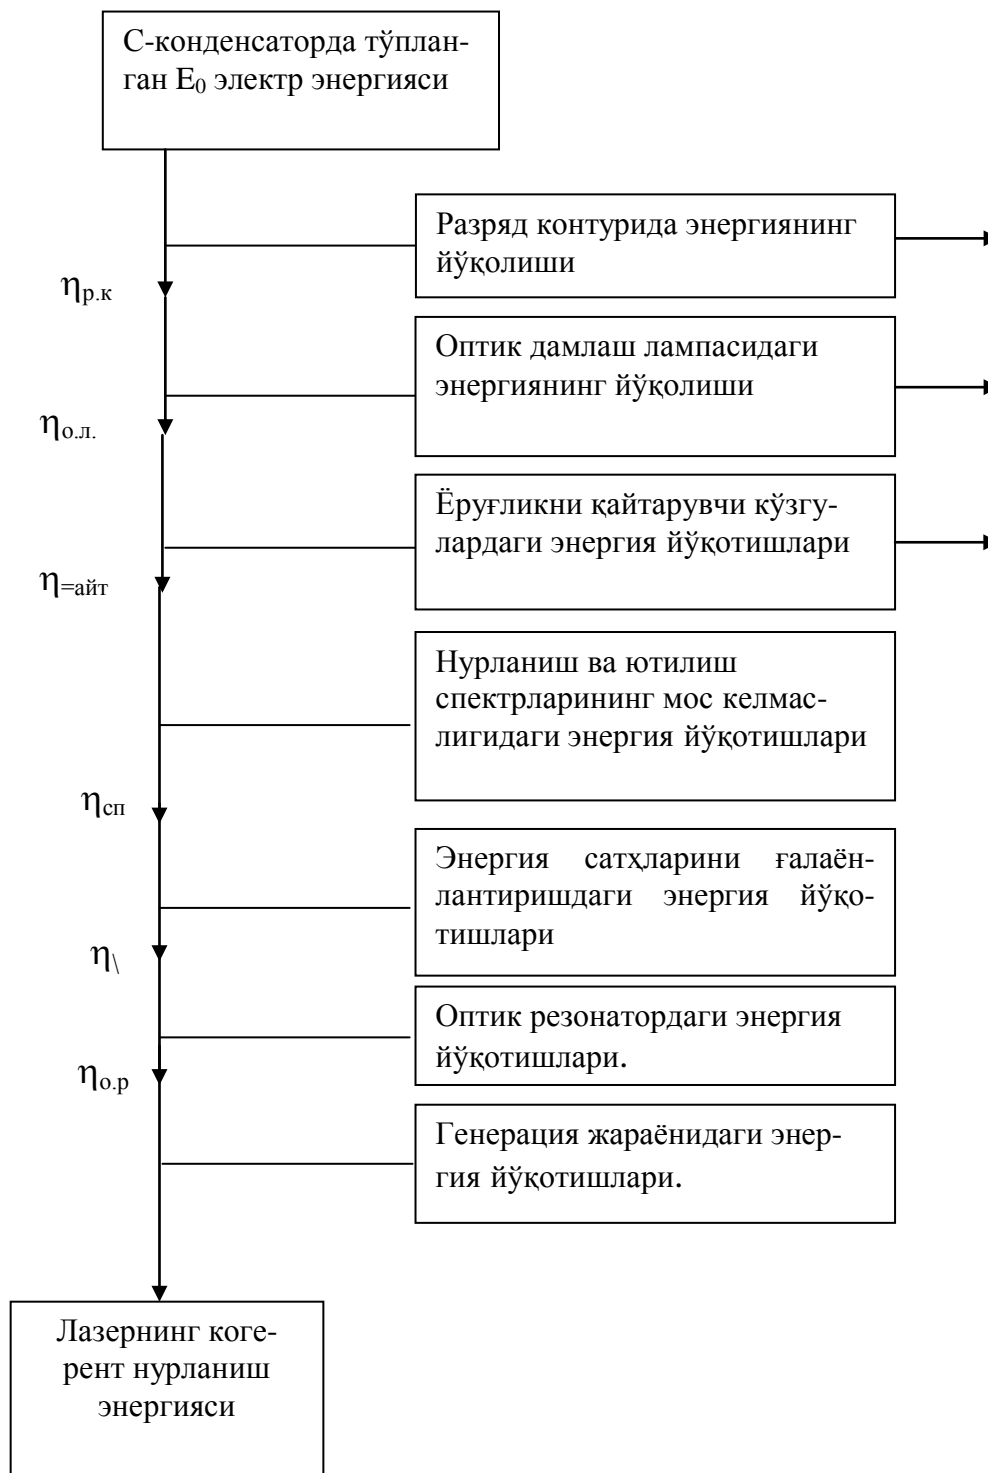 С-конденсаторда тўплан-
ган E₀ электр энергияси
Разряд контурида энергиянинг
йўқолиши
ηр.к
Оптик дамлаш лампасидаги
энергиянинг йўқолиши
ηо.л.
Ёруғликни қайтарувчи кўзгу-
лардаги энергия йўқотишлари
η=айт
Нурланиш ва ютилиш
спектрларининг мос келмас-
лигидаги энергия йўқотишлари
ηсп
Энергия сатҳларини ғалаён-
лантиришдаги энергия йўқо-
тишлари
η\
Оптик резонатордаги энергия
йўқотишлари.
ηо.р
Генерация жараёнидаги энер-
гия йўқотишлари.
Лазернинг коге-
рент нурланиш
энергияси